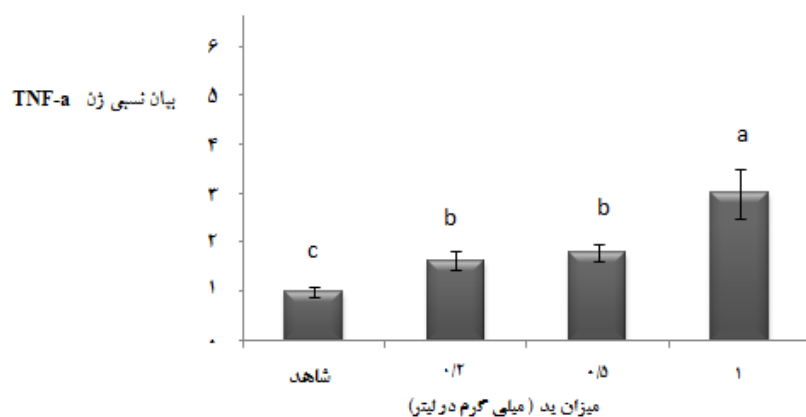 ۶
بیان نسبی ژن TNF-a ۵
۴
a
۳
b
b
۲
c
۱
۰
شاهد ۰/۲ ۰/۵ ۱
میزان ید ( میلی گرم در لیتر)